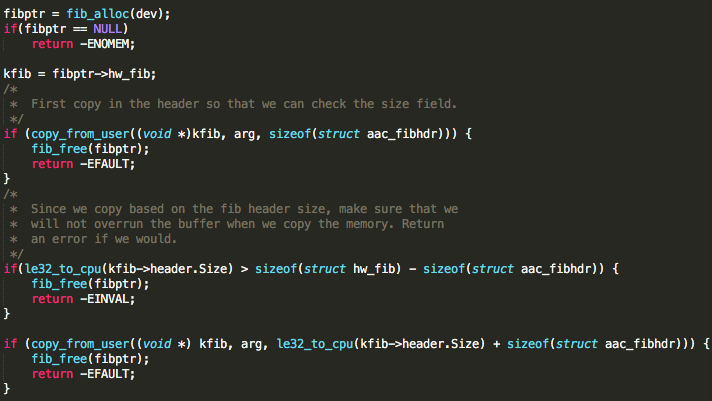 fibptr = fib_alloc(dev);
if(fibptr == NULL)
    return -ENOMEM;

kfib = fibptr->hw_fib;
/*
 *  First copy in the header so that we can check the size field.
 */
if (copy_from_user((void *)kfib, arg, sizeof(struct aac_fibhdr))) {
    fib_free(fibptr);
    return -EFAULT;
}
/*
 *  Since we copy based on the fib header size, make sure that we
 *  will not overrun the buffer when we copy the memory. Return
 *  an error if we would.
 */
if(le32_to_cpu(kfib->header.Size) > sizeof(struct hw_fib) - sizeof(struct aac_fibhdr)) {
    fib_free(fibptr);
    return -EINVAL;
}

if (copy_from_user((void *) kfib, arg, le32_to_cpu(kfib->header.Size) + sizeof(struct aac_fibhdr))) {
    fib_free(fibptr);
    return -EFAULT;
}